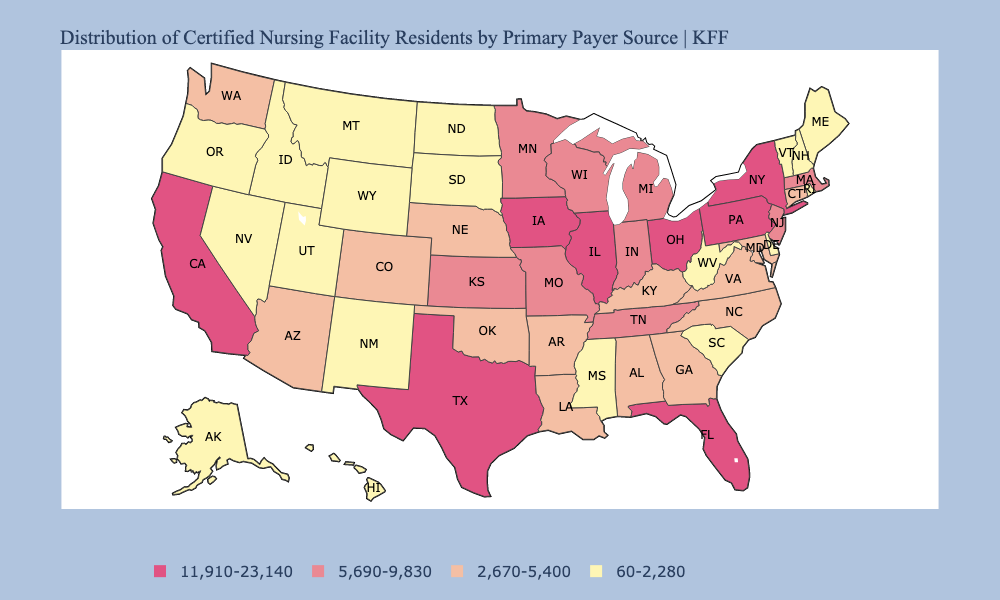 Distribution of Certified Nursing Facility Residents by Primary Payer Source | KFF
WA
MT
ND
MN
ME
OR
ID
SD
WI
MI
VT
NH
WY
NY
MA
CT
RI
NV
UT
NE
IA
PA
NJ
CA
CO
KS
IL
IN
OH
MD
DE
WV
VA
MO
KY
AZ
NM
OK
AR
TN
NC
SC
MS
AL
GA
TX
LA
FL
AK
HI
11,910-23,140 5,690-9,830 2,670-5,400 60-2,280